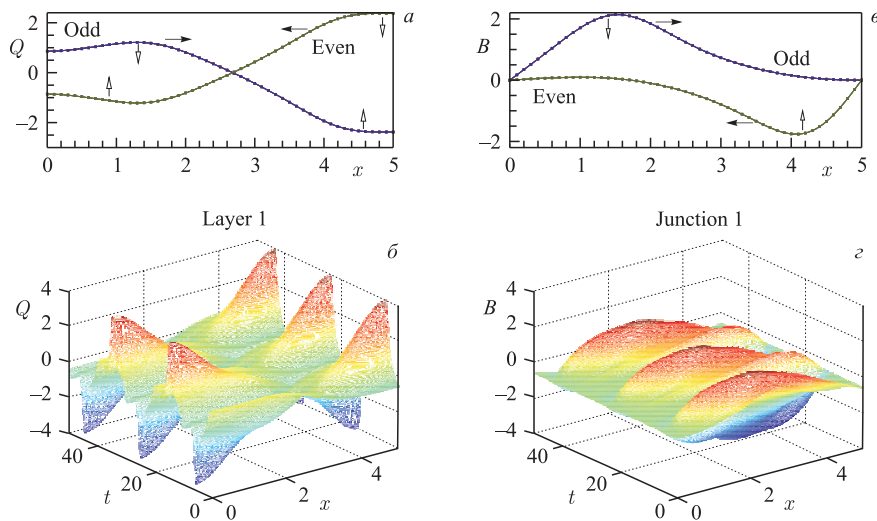 2 а
Q Odd
0 Even
−2
0 1 2 3 4 5
x
2 в
B
Odd
0
Even
−2
0 1 2 3 4 5
x
Layer 1
б
4
Q 2
0
−2
−4
40
t 20
0 0
2 x
4
Junction 1
г
4
B 2
0
−2
−4
40
t 20
0 0
2 x
4